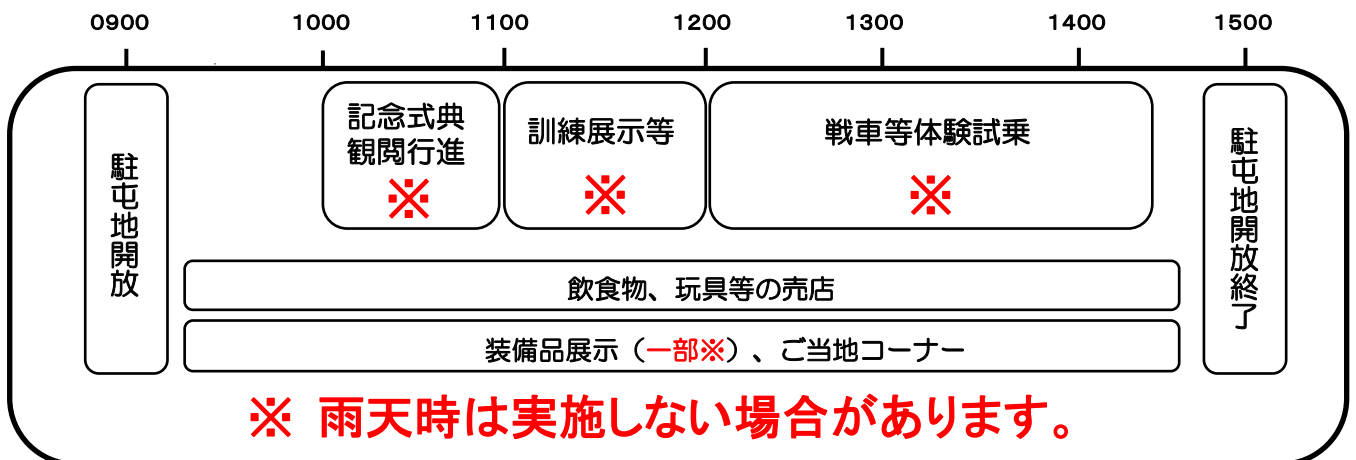 0900 1000 1100 1200 1300 1400 1500
駐屯地開放
記念式典
観閲行進
※
訓練展示等
※
戦車等体験試乗
※
駐屯地開放終了
飲食物、玩具等の売店
装備品展示（一部※）、ご当地コーナー
※ 雨天時は実施しない場合があります。